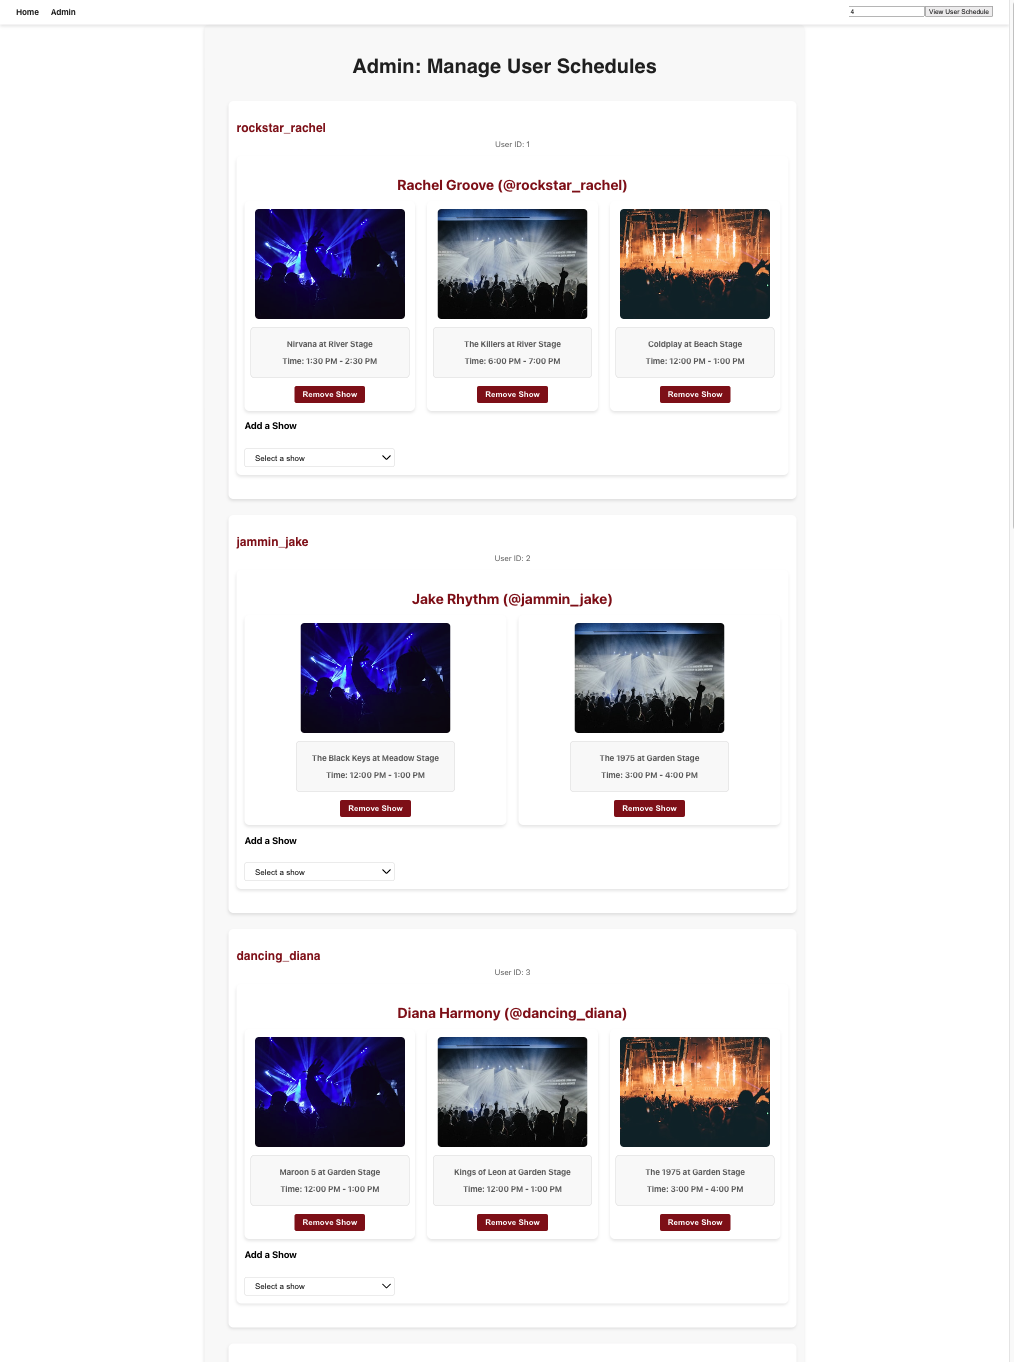 Home Admin 4 View User Schedule
Admin: Manage User Schedules
rockstar_rachel
User ID: 1
Rachel Groove (@rockstar_rachel)
Nirvana at River Stage
Time: 1:30 PM - 2:30 PM
Remove Show
The Killers at River Stage
Time: 6:00 PM - 7:00 PM
Remove Show
Coldplay at Beach Stage
Time: 12:00 PM - 1:00 PM
Remove Show
Add a Show
Select a show
jammin_jake
User ID: 2
Jake Rhythm (@jammin_jake)
The Black Keys at Meadow Stage
Time: 12:00 PM - 1:00 PM
Remove Show
The 1975 at Garden Stage
Time: 3:00 PM - 4:00 PM
Remove Show
Add a Show
Select a show
dancing_diana
User ID: 3
Diana Harmony (@dancing_diana)
Maroon 5 at Garden Stage
Time: 12:00 PM - 1:00 PM
Remove Show
Kings of Leon at Garden Stage
Time: 12:00 PM - 1:00 PM
Remove Show
The 1975 at Garden Stage
Time: 3:00 PM - 4:00 PM
Remove Show
Add a Show
Select a show